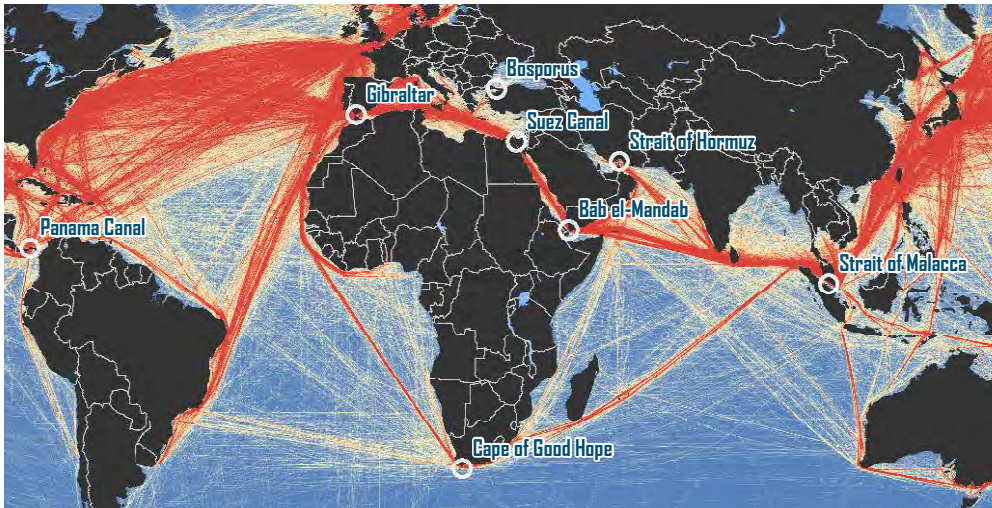 Bosporus
Gibraltar
Suez Canal
Strait of Hormuz
Bab el-Mandab
Panama Canal
Strait of Malacca
Cape of Good Hope